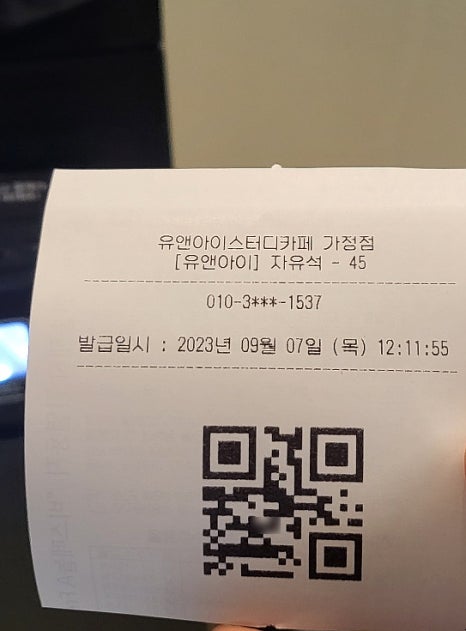 유앤아이스터디카페 가정점
[유앤아이] 자유석 - 45
010-3***-1537
발급일시 : 2023년 09월 07일 (목) 12:11:55